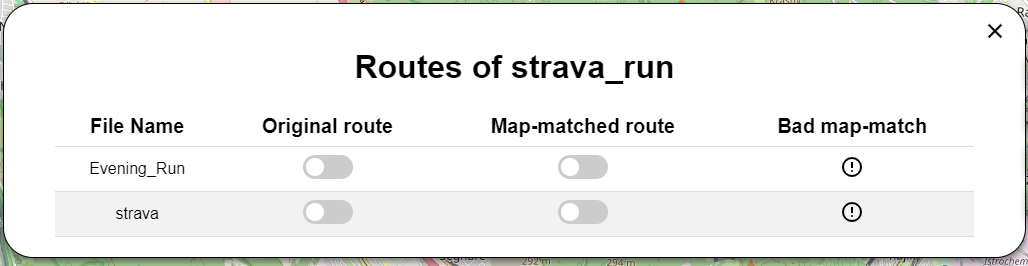 Routes of strava_run
File Name Original route Map-matched route Bad map-match
Evening_Run
strava
292 m 294 m